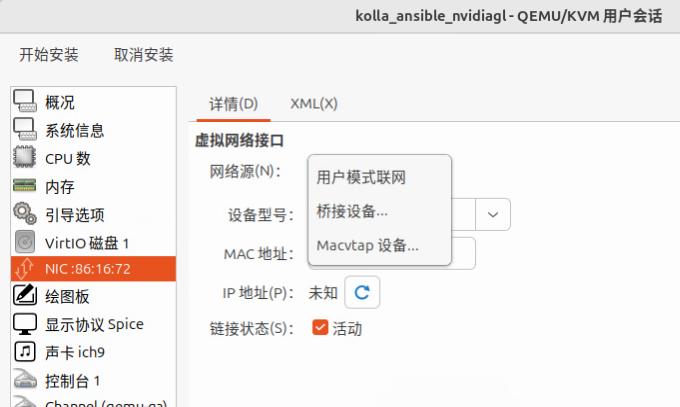 kolla_ansible_nvidiagl - QEMU/KVM 用户会话
开始安装 取消安装
概况
系统信息
CPU 数
内存
引导选项
VirtIO 磁盘 1
NIC :86:16:72
绘图板
显示协议 Spice
声卡 ich9
控制台 1
Channel (qemu-ga)
详情(D) XML(X)
虚拟网络接口
网络源(N):
用户模式联网
桥接设备...
Macvtap 设备...
设备型号:
MAC 地址:
IP 地址(P): 未知
链接状态(S): 活动